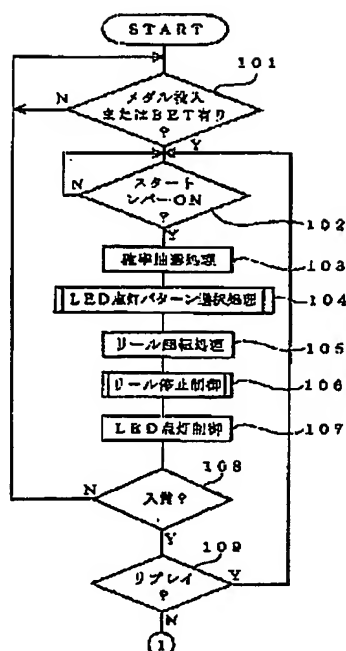 START
101
メダル投入
N
またはBET有り
?
Y
スタート
N
レバーON
?
102
Y
確率抽選処理
103
LED点灯パターン選択処理
104
リール回転処理
105
リール停止制御
106
LED点灯制御
107
108
N
入賞?
Y
109
リプレイ
Y
?
N
1